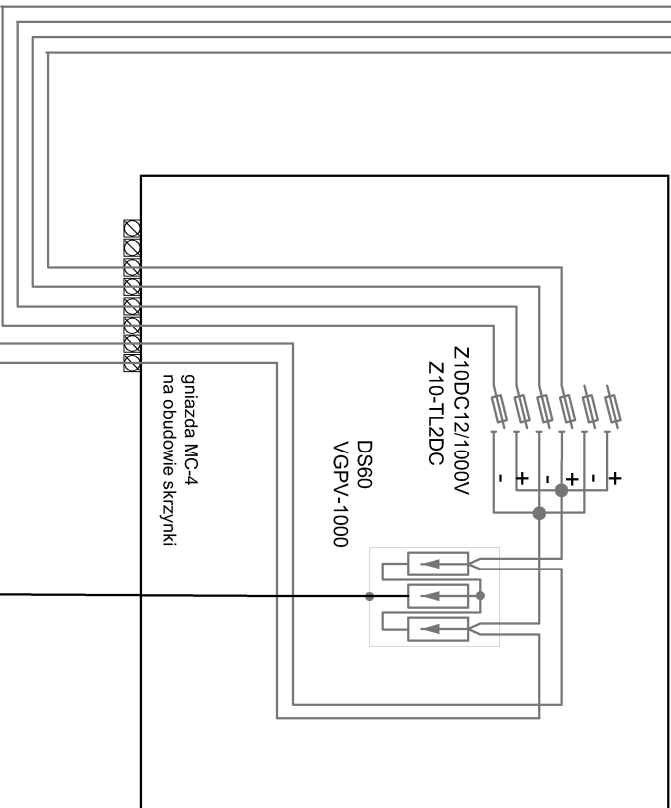 Z10DC12/1000V
Z10-TL2DC
DS60
VGPV-1000
gniazda MC-4
na obudowie skrzynki
- + - + - +